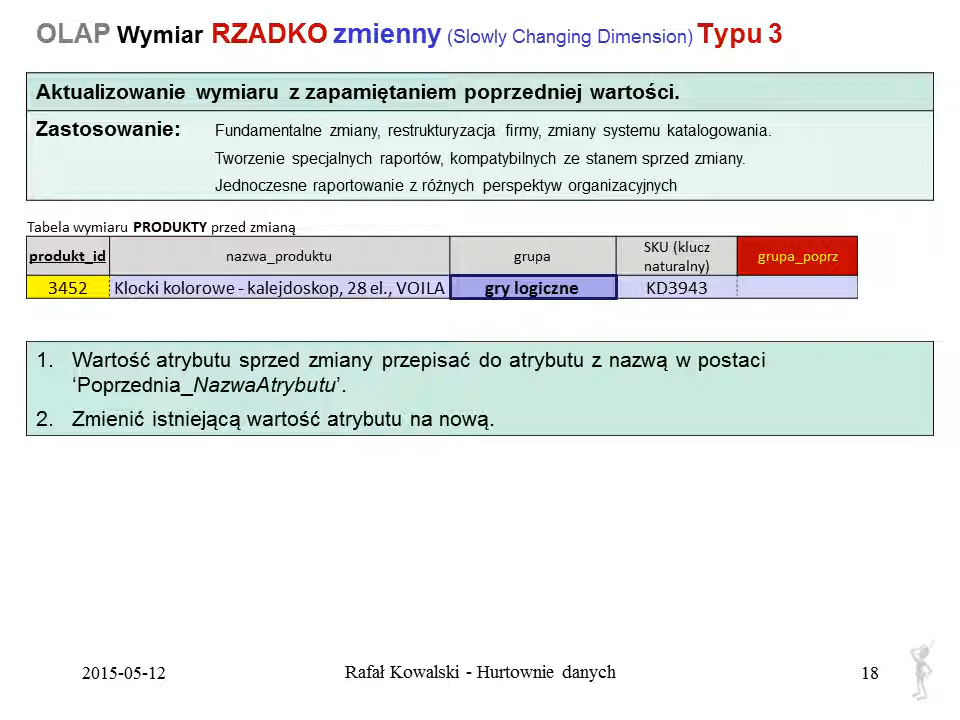 OLAP Wymiar RZADKO zmienny (Slowly Changing Dimension) Typu 3
Aktualizowanie wymiaru z zapamiętaniem poprzedniej wartości.
Zastosowanie: Fundamentalne zmiany, restrukturyzacja firmy, zmiany systemu katalogowania.
Tworzenie specjalnych raportów, kompatybilnych ze stanem sprzed zmiany.
Jednoczesne raportowanie z różnych perspektyw organizacyjnych
Tabela wymiaru PRODUKTY przed zmianą
produkt_id nazwa_produktu grupa SKU (klucz naturalny) grupa_poprz
3452 Klocki kolorowe - kalejdoskop, 28 el., VOILA gry logiczne KD3943
1. Wartość atrybutu sprzed zmiany przepisać do atrybutu z nazwą w postaci
‘Poprzednia_NazwaAtrybutu’.
2. Zmienić istniejącą wartość atrybutu na nową.
2015-05-12 Rafał Kowalski - Hurtownie danych 18